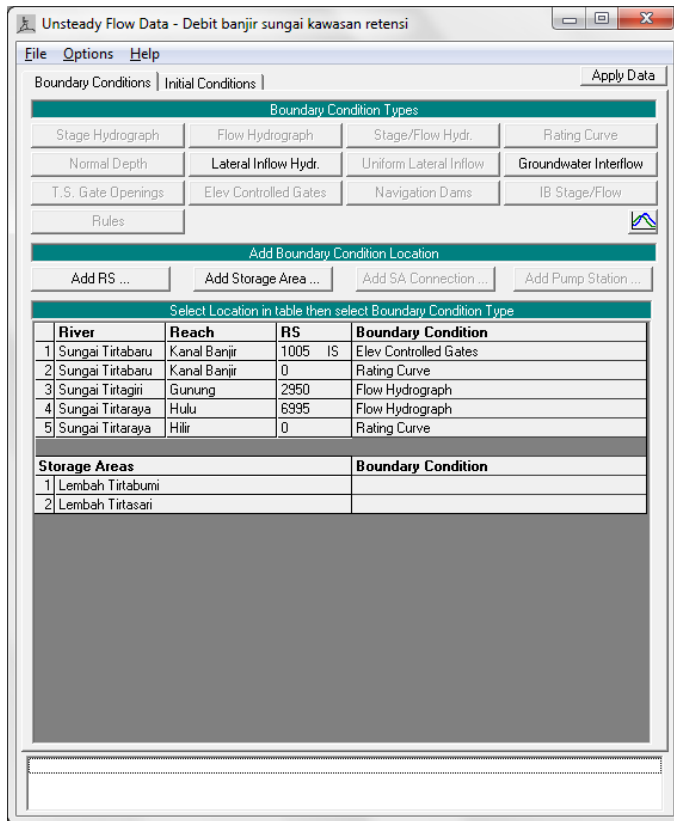 Unsteady Flow Data - Debit banjir sungai kawasan retensi
File Options Help
Boundary Conditions Initial Conditions Apply Data
Boundary Condition Types
Stage Hydrograph Flow Hydrograph Stage/Flow Hydr. Rating Curve
Normal Depth Lateral Inflow Hydr. Uniform Lateral Inflow Groundwater Interflow
T.S. Gate Openings Elev Controlled Gates Navigation Dams IB Stage/Flow
Rules
Add Boundary Condition Location
Add RS ... Add Storage Area ... Add SA Connection ... Add Pump Station ...
Select Location in table then select Boundary Condition Type
River Reach RS Boundary Condition
1 Sungai Tirtabaru Kanal Banjir 1005 IS Elev Controlled Gates
2 Sungai Tirtabaru Kanal Banjir 0 Rating Curve
3 Sungai Tirtagiri Gunung 2950 Flow Hydrograph
4 Sungai Tirtaraya Hulu 6995 Flow Hydrograph
5 Sungai Tirtaraya Hilir 0 Rating Curve
Storage Areas Boundary Condition
1 Lembah Tirtabumi
2 Lembah Tirtasari